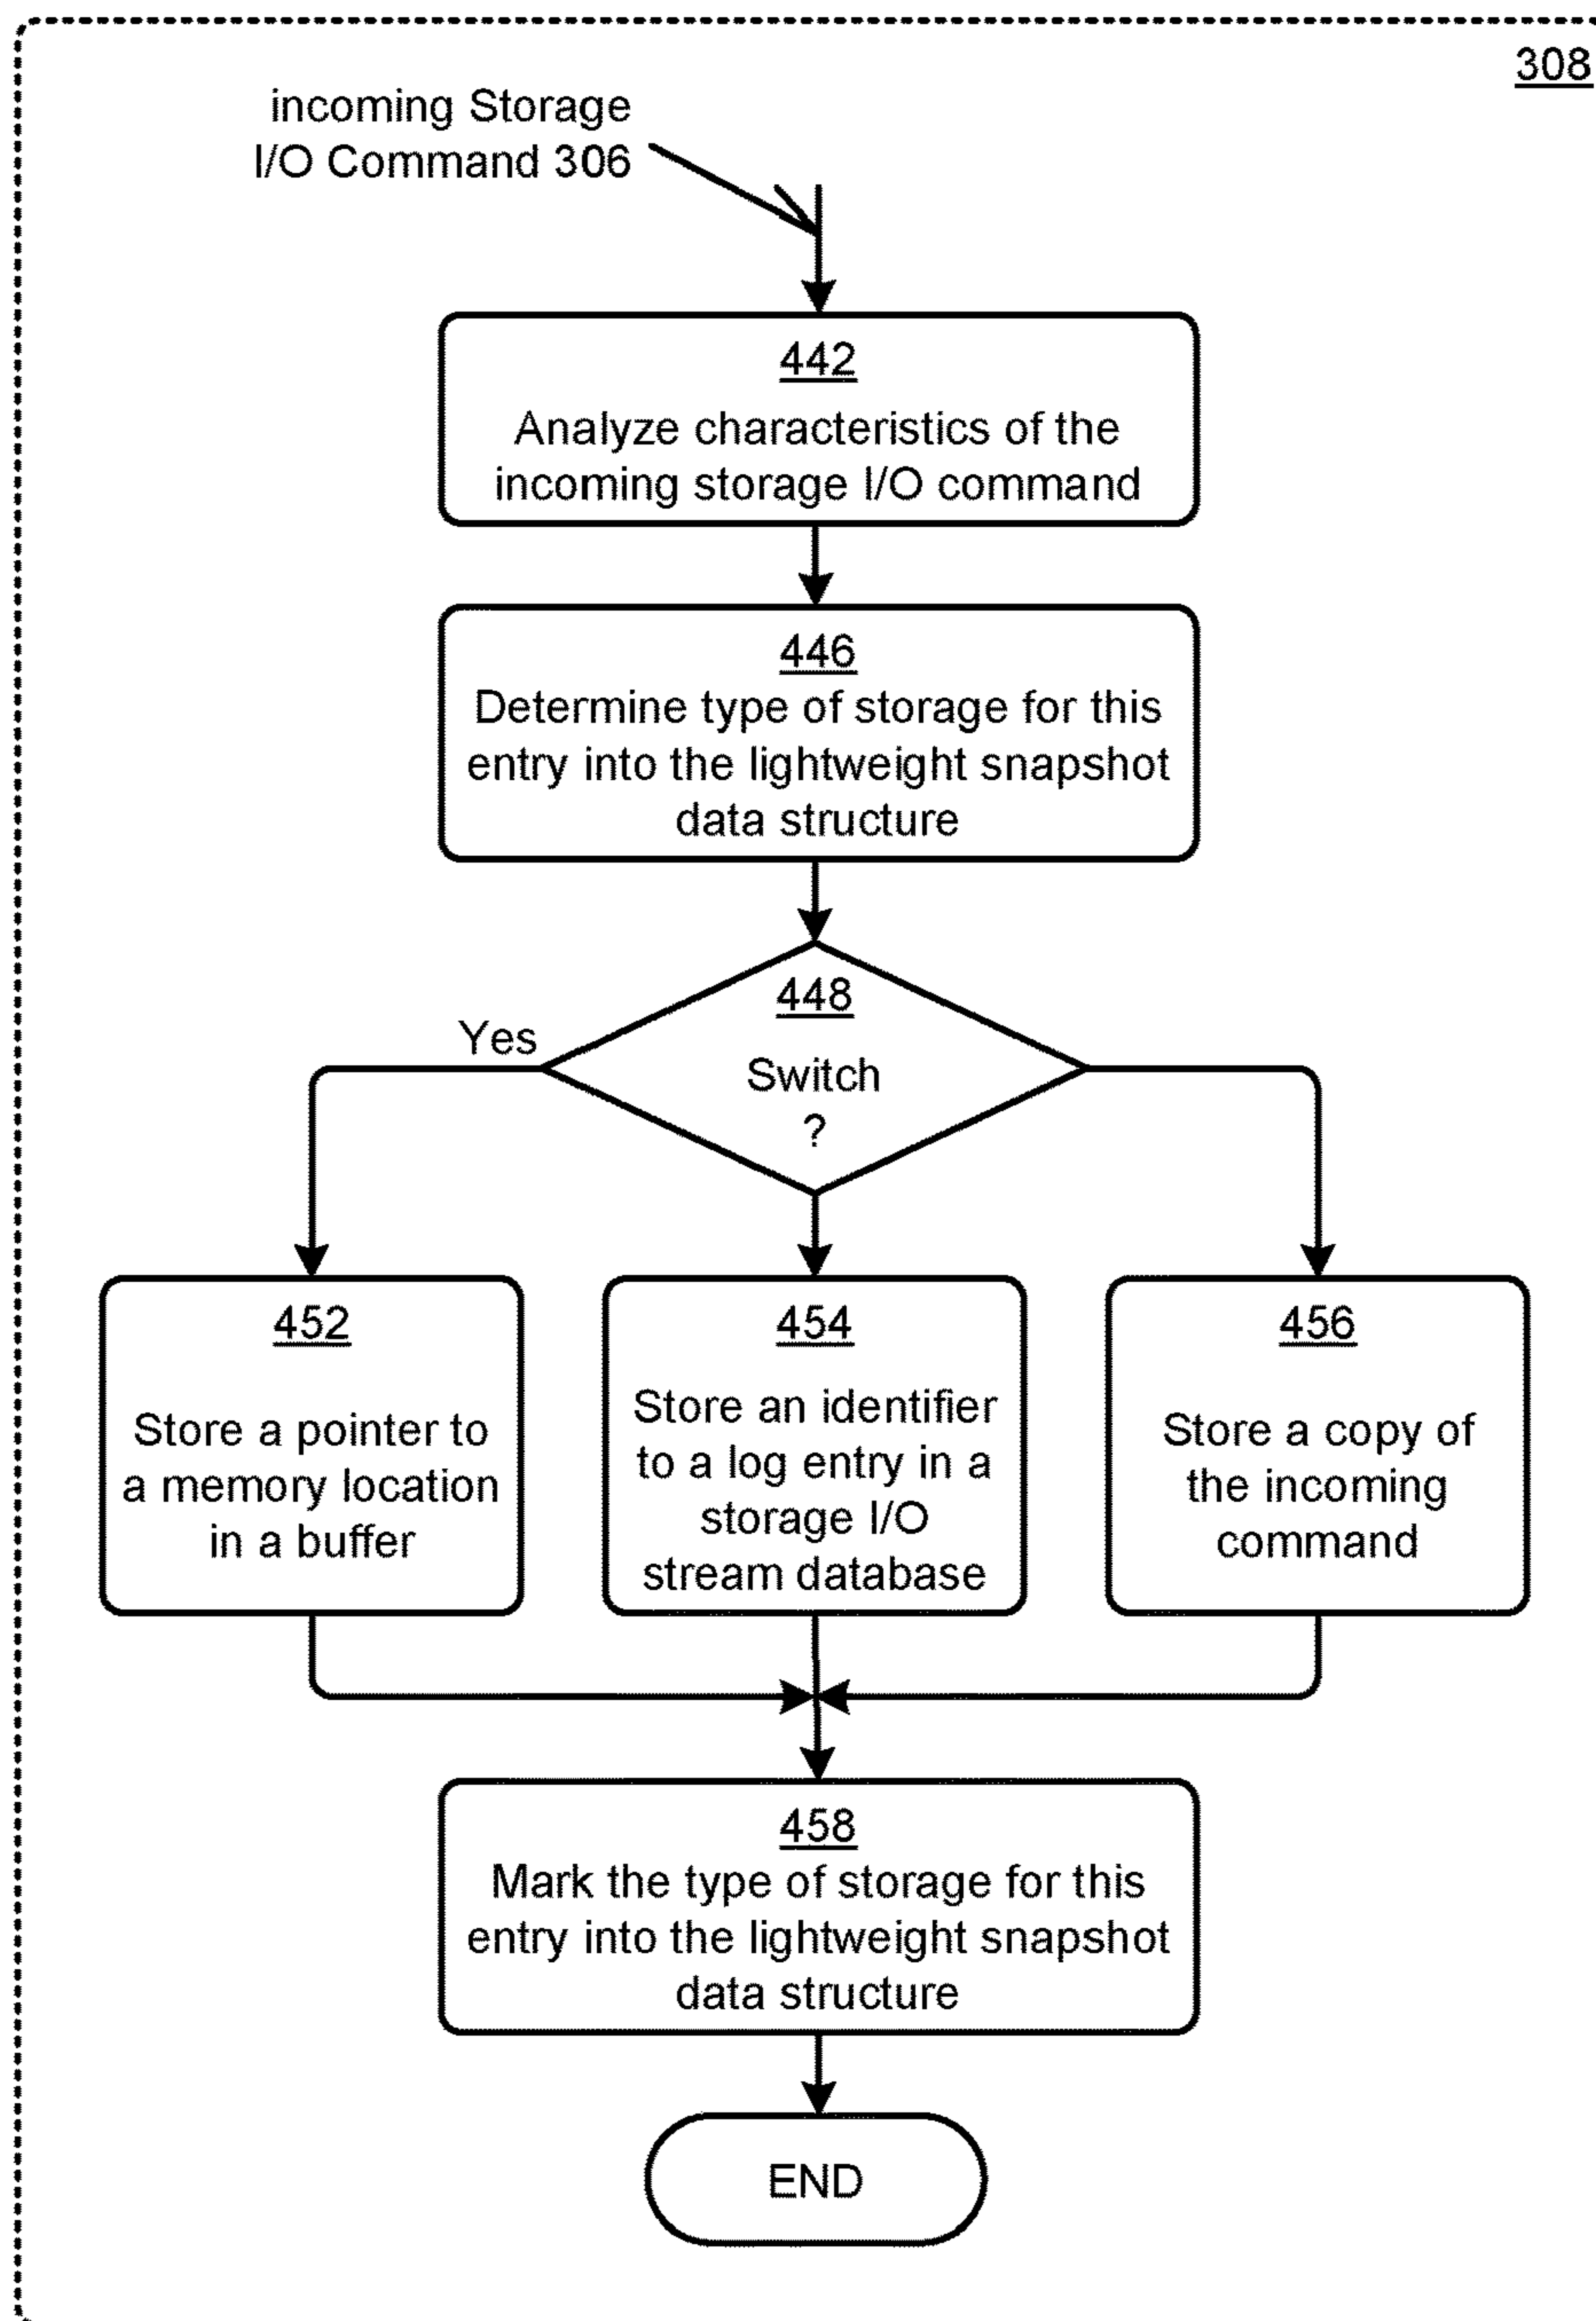 308
incoming Storage
I/O Command 306
442
Analyze characteristics of the
incoming storage I/O command
446
Determine type of storage for this
entry into the lightweight snapshot
data structure
448
Yes
Switch
?
452
Store a pointer to
a memory location
in a buffer
454
Store an identifier
to a log entry in a
storage I/O
stream database
456
Store a copy of
the incoming
command
458
Mark the type of storage for this
entry into the lightweight snapshot
data structure
END